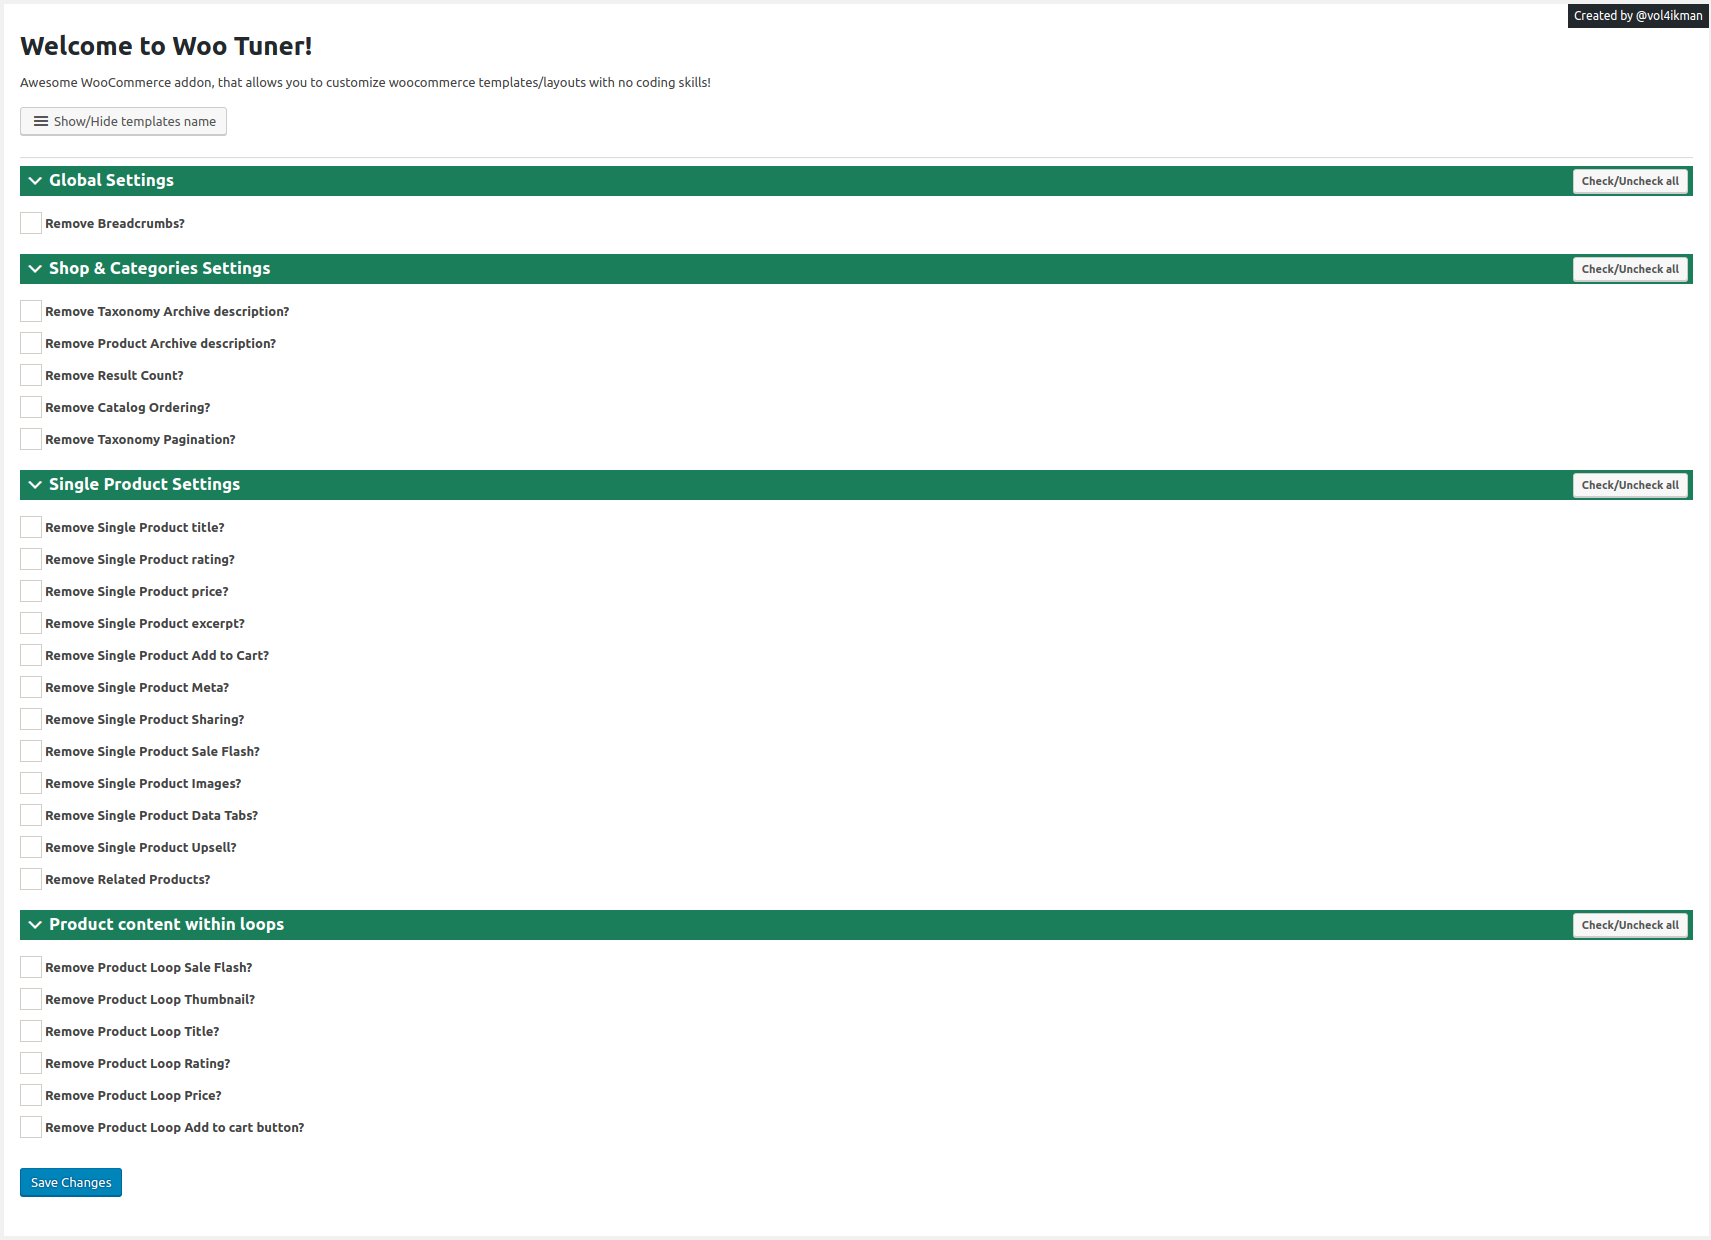 Created by @vol4ikman
Welcome to Woo Tuner!
Awesome WooCommerce addon, that allows you to customize woocommerce templates/layouts with no coding skills!
Show/Hide templates name
Global Settings
Check/Uncheck all
Remove Breadcrumbs?
Shop & Categories Settings
Check/Uncheck all
Remove Taxonomy Archive description?
Remove Product Archive description?
Remove Result Count?
Remove Catalog Ordering?
Remove Taxonomy Pagination?
Single Product Settings
Check/Uncheck all
Remove Single Product title?
Remove Single Product rating?
Remove Single Product price?
Remove Single Product excerpt?
Remove Single Product Add to Cart?
Remove Single Product Meta?
Remove Single Product Sharing?
Remove Single Product Sale Flash?
Remove Single Product Images?
Remove Single Product Data Tabs?
Remove Single Product Upsell?
Remove Related Products?
Product content within loops
Check/Uncheck all
Remove Product Loop Sale Flash?
Remove Product Loop Thumbnail?
Remove Product Loop Title?
Remove Product Loop Rating?
Remove Product Loop Price?
Remove Product Loop Add to cart button?
Save Changes